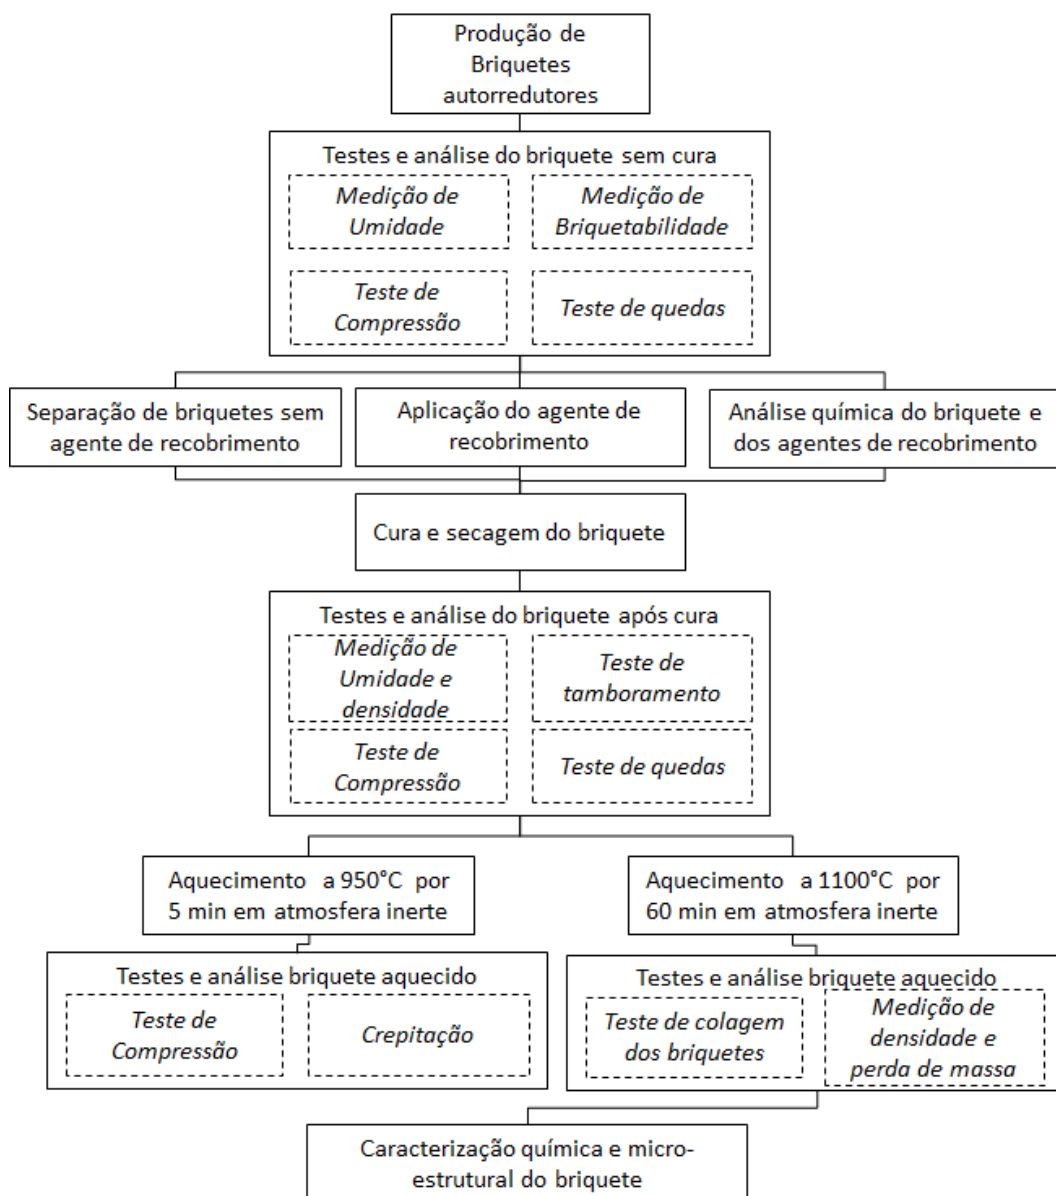 Produção de
Briquetes
autorredutores
Testes e análise do briquete sem cura
Medição de
Umidade
Medição de
Briquetabilidade
Teste de
Compressão
Teste de quedas
Separação de briquetes sem
agente de recobrimento
Aplicação do agente de
recobrimento
Análise química do briquete e
dos agentes de recobrimento
Cura e secagem do briquete
Testes e análise do briquete após cura
Medição de
Umidade e
densidade
Teste de
tamboramento
Teste de
Compressão
Teste de quedas
Aquecimento a 950°C por
5 min em atmosfera inerte
Aquecimento a 1100°C por
60 min em atmosfera inerte
Testes e análise briquete aquecido
Teste de
Compressão
Crepitação
Testes e análise briquete aquecido
Teste de colagem
dos briquetes
Medição de
densidade e
perda de massa
Caracterização química e micro-
estrutural do briquete